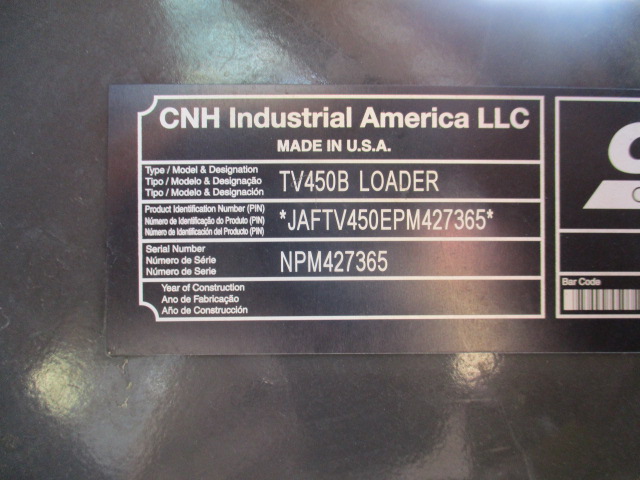 CNH Industrial America LLC
MADE IN U.S.A.
Type / Model & Designation
Tipo / Modelo & Designação
Tipo / Modelo & Designación
TV450B LOADER
Product Identification Number (PIN)
Número de Identificação do Produto (PIN)
Número de Identificación del Producto (PIN)
*JAFTV450EPM427365*
Serial Number
Número de Série
Número de Serie
NPM427365
Year of Construction
Ano de Fabricação
Año de Construcción
Bar Code